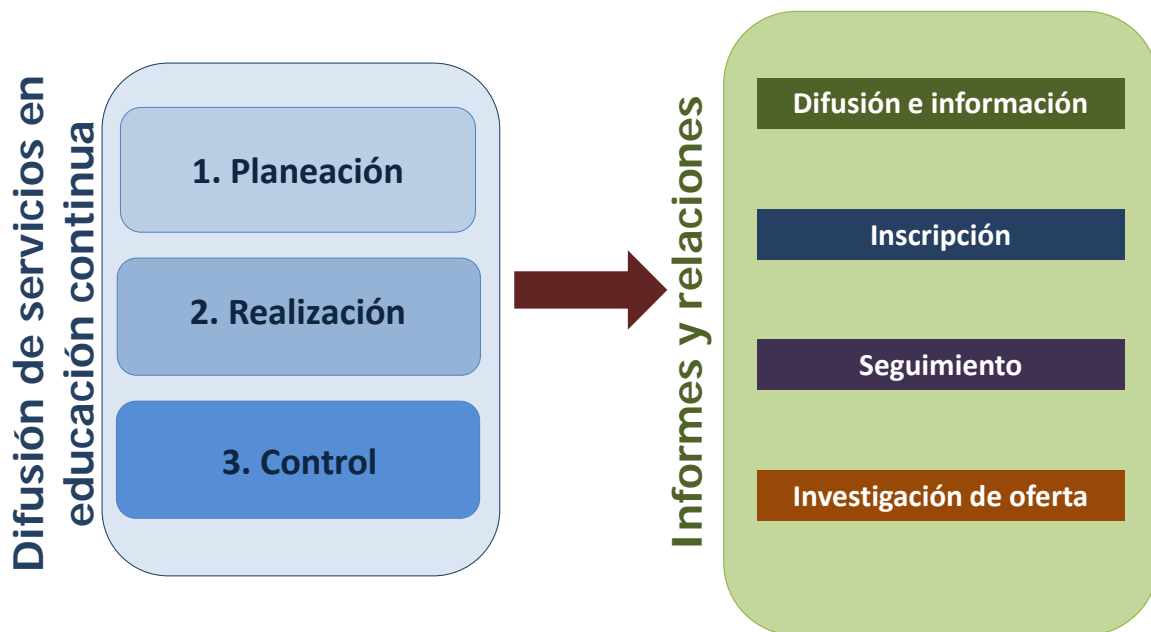 Difusión de servicios en
educación continua
1. Planeación
2. Realización
3. Control
Informes y relaciones
Difusión e información
Inscripción
Seguimiento
Investigación de oferta